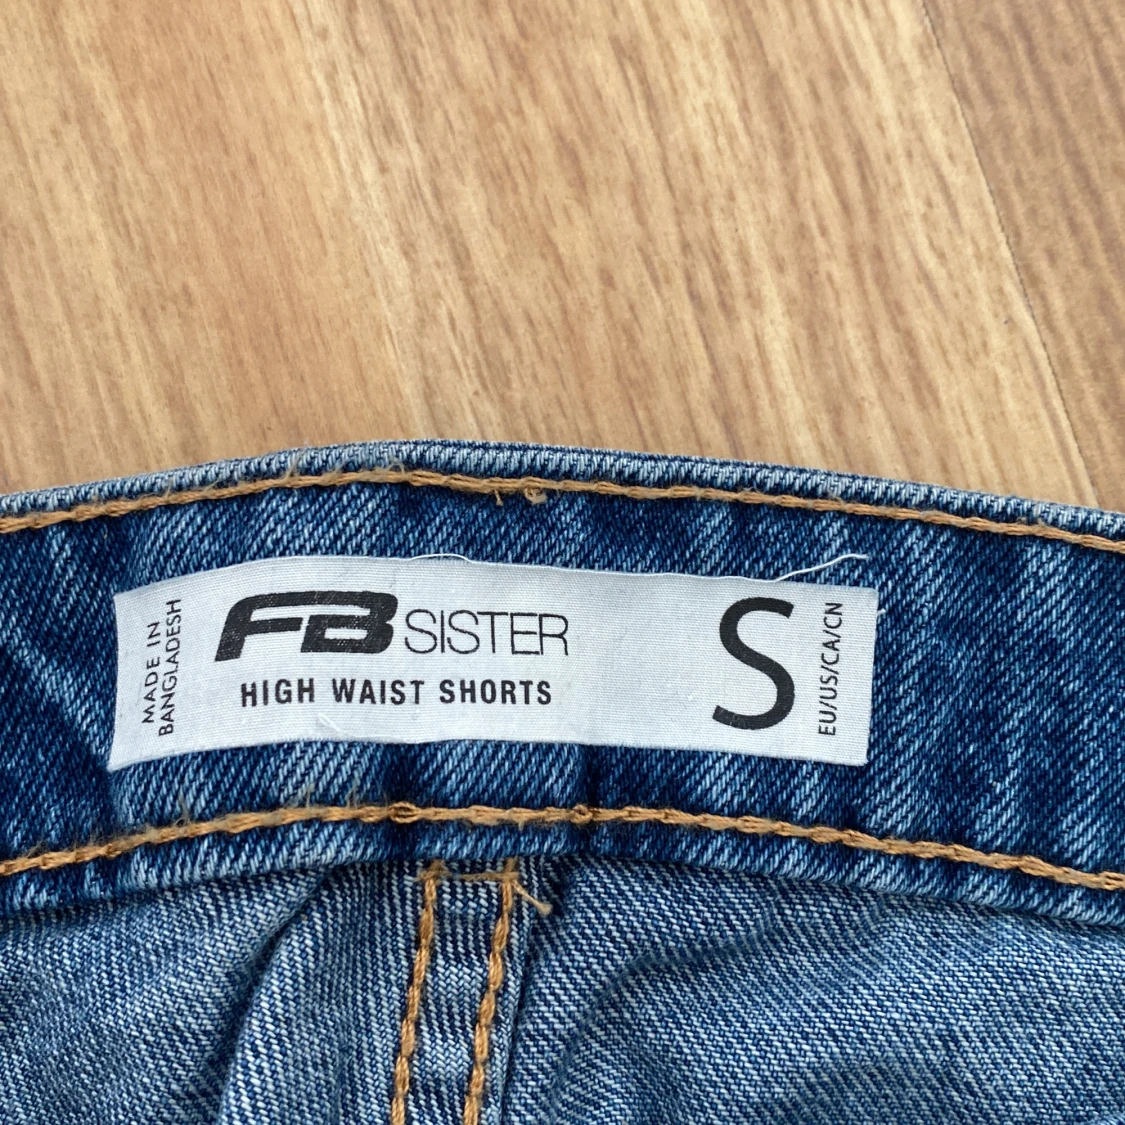 MADE IN
BANGLADESH
FB SISTER
HIGH WAIST SHORTS
S
EU/US/CA/CN